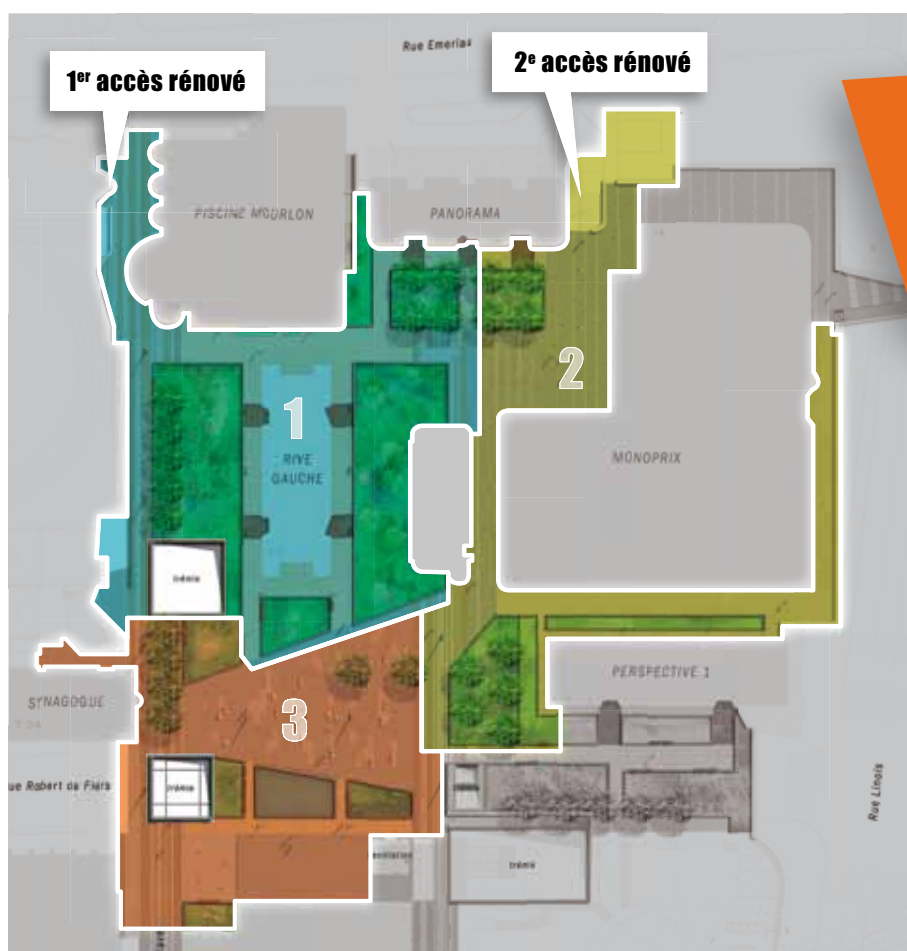 Rue Emeriau
1er accès rénové
2e accès rénové
PISCINE MOURLON
PANORAMA
2
1
RIVE
GAUCHE
MONOPRIX
trémie
PERSPECTIVE 1
SYNAGOGUE
3
trémie
ue Robert de Flers
Rue Linois
trémie